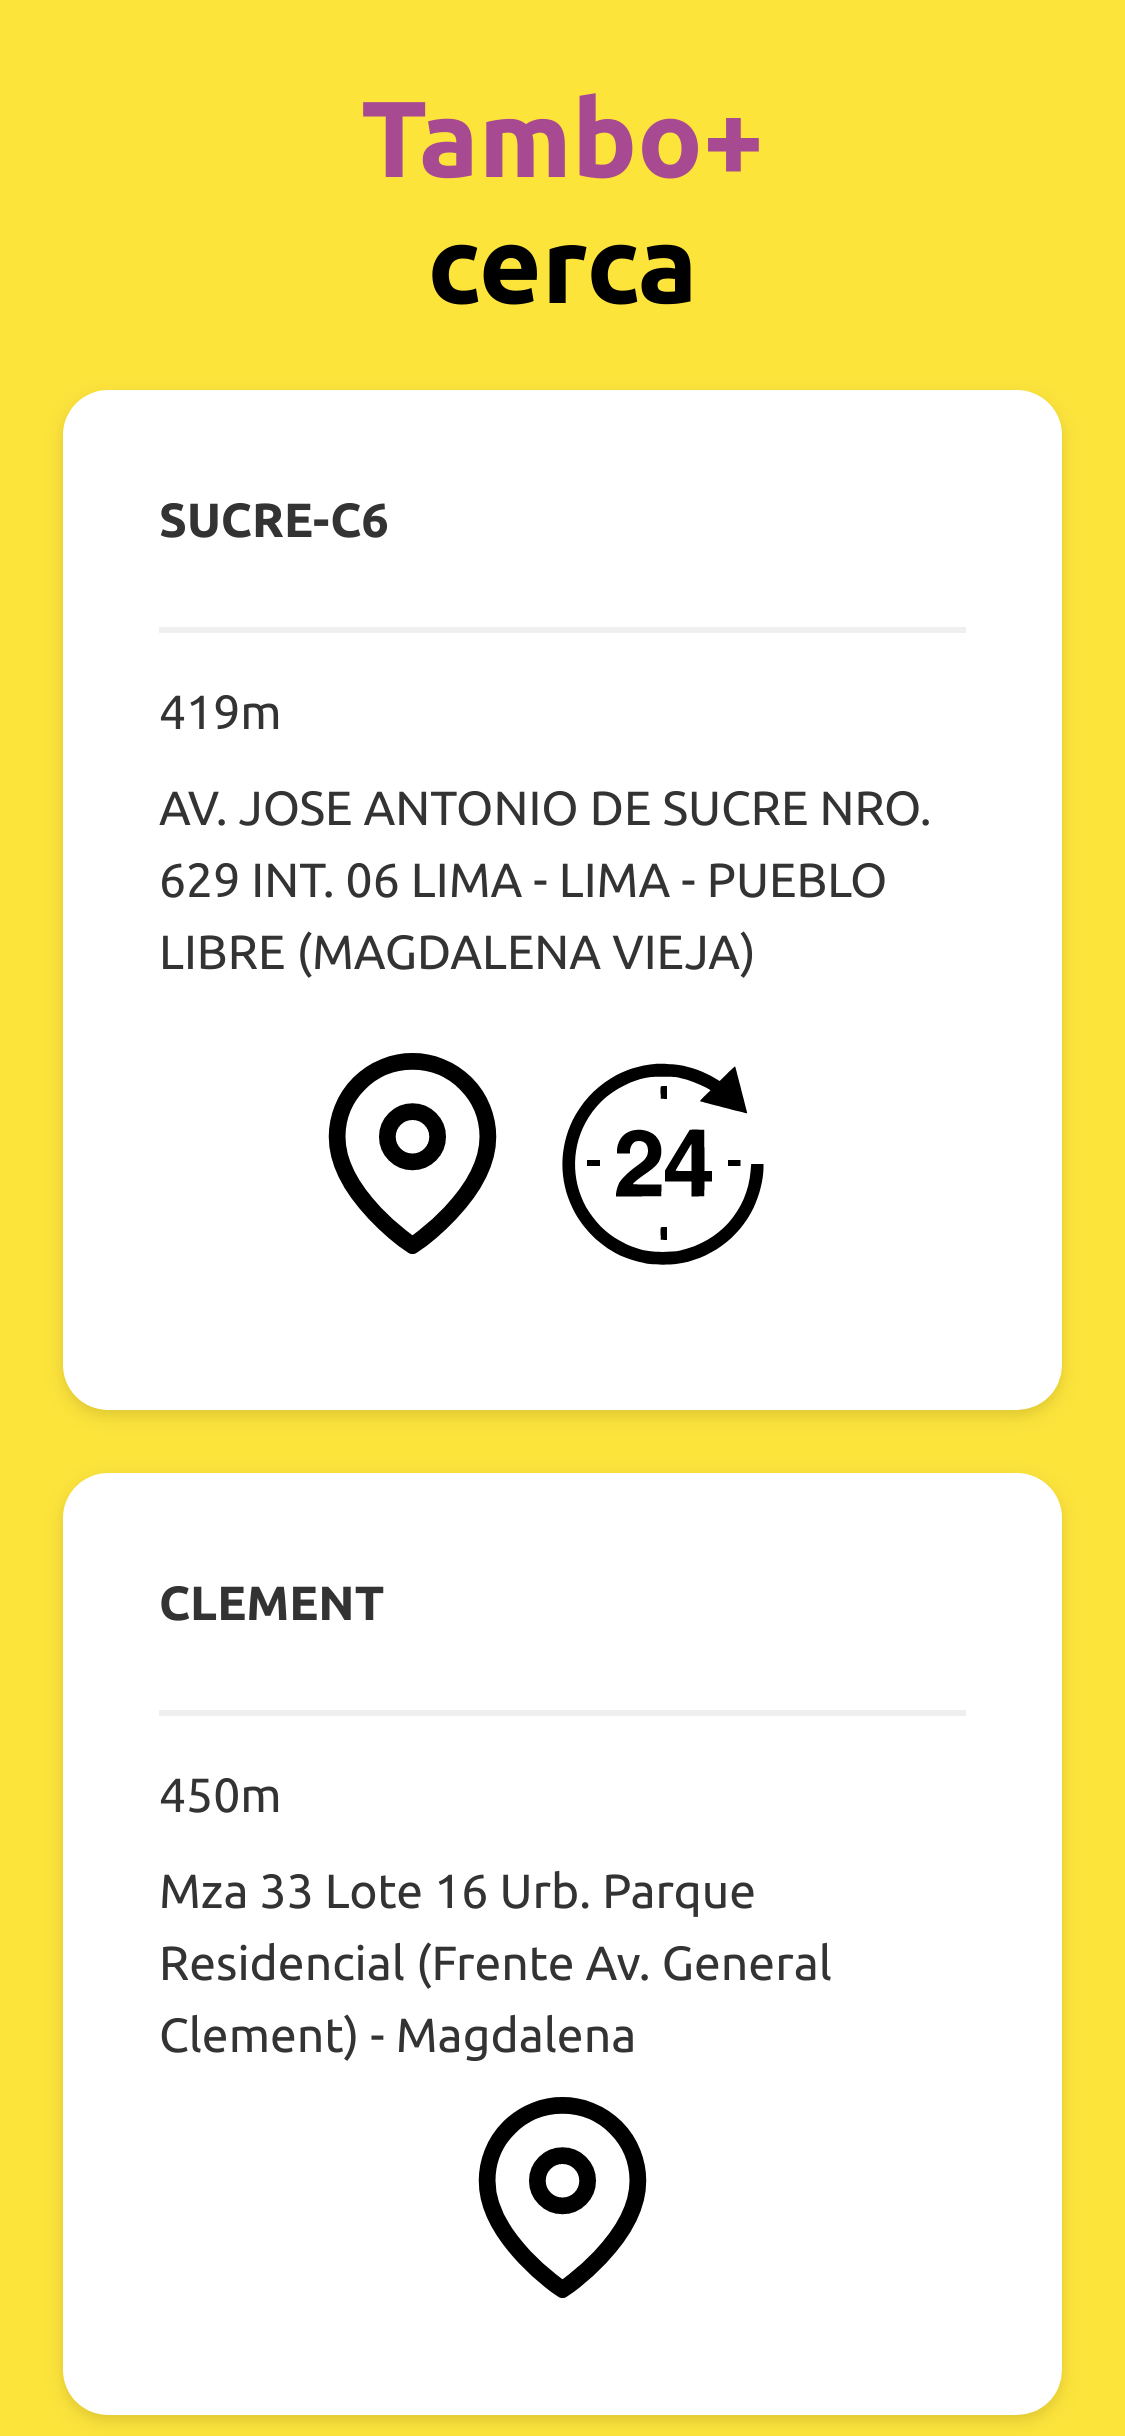 Tambo+
cerca
SUCRE-C6
419m
AV. JOSE ANTONIO DE SUCRE NRO.
629 INT. 06 LIMA - LIMA - PUEBLO
LIBRE (MAGDALENA VIEJA)
24
CLEMENT
450m
Mza 33 Lote 16 Urb. Parque
Residencial (Frente Av. General
Clement) - Magdalena